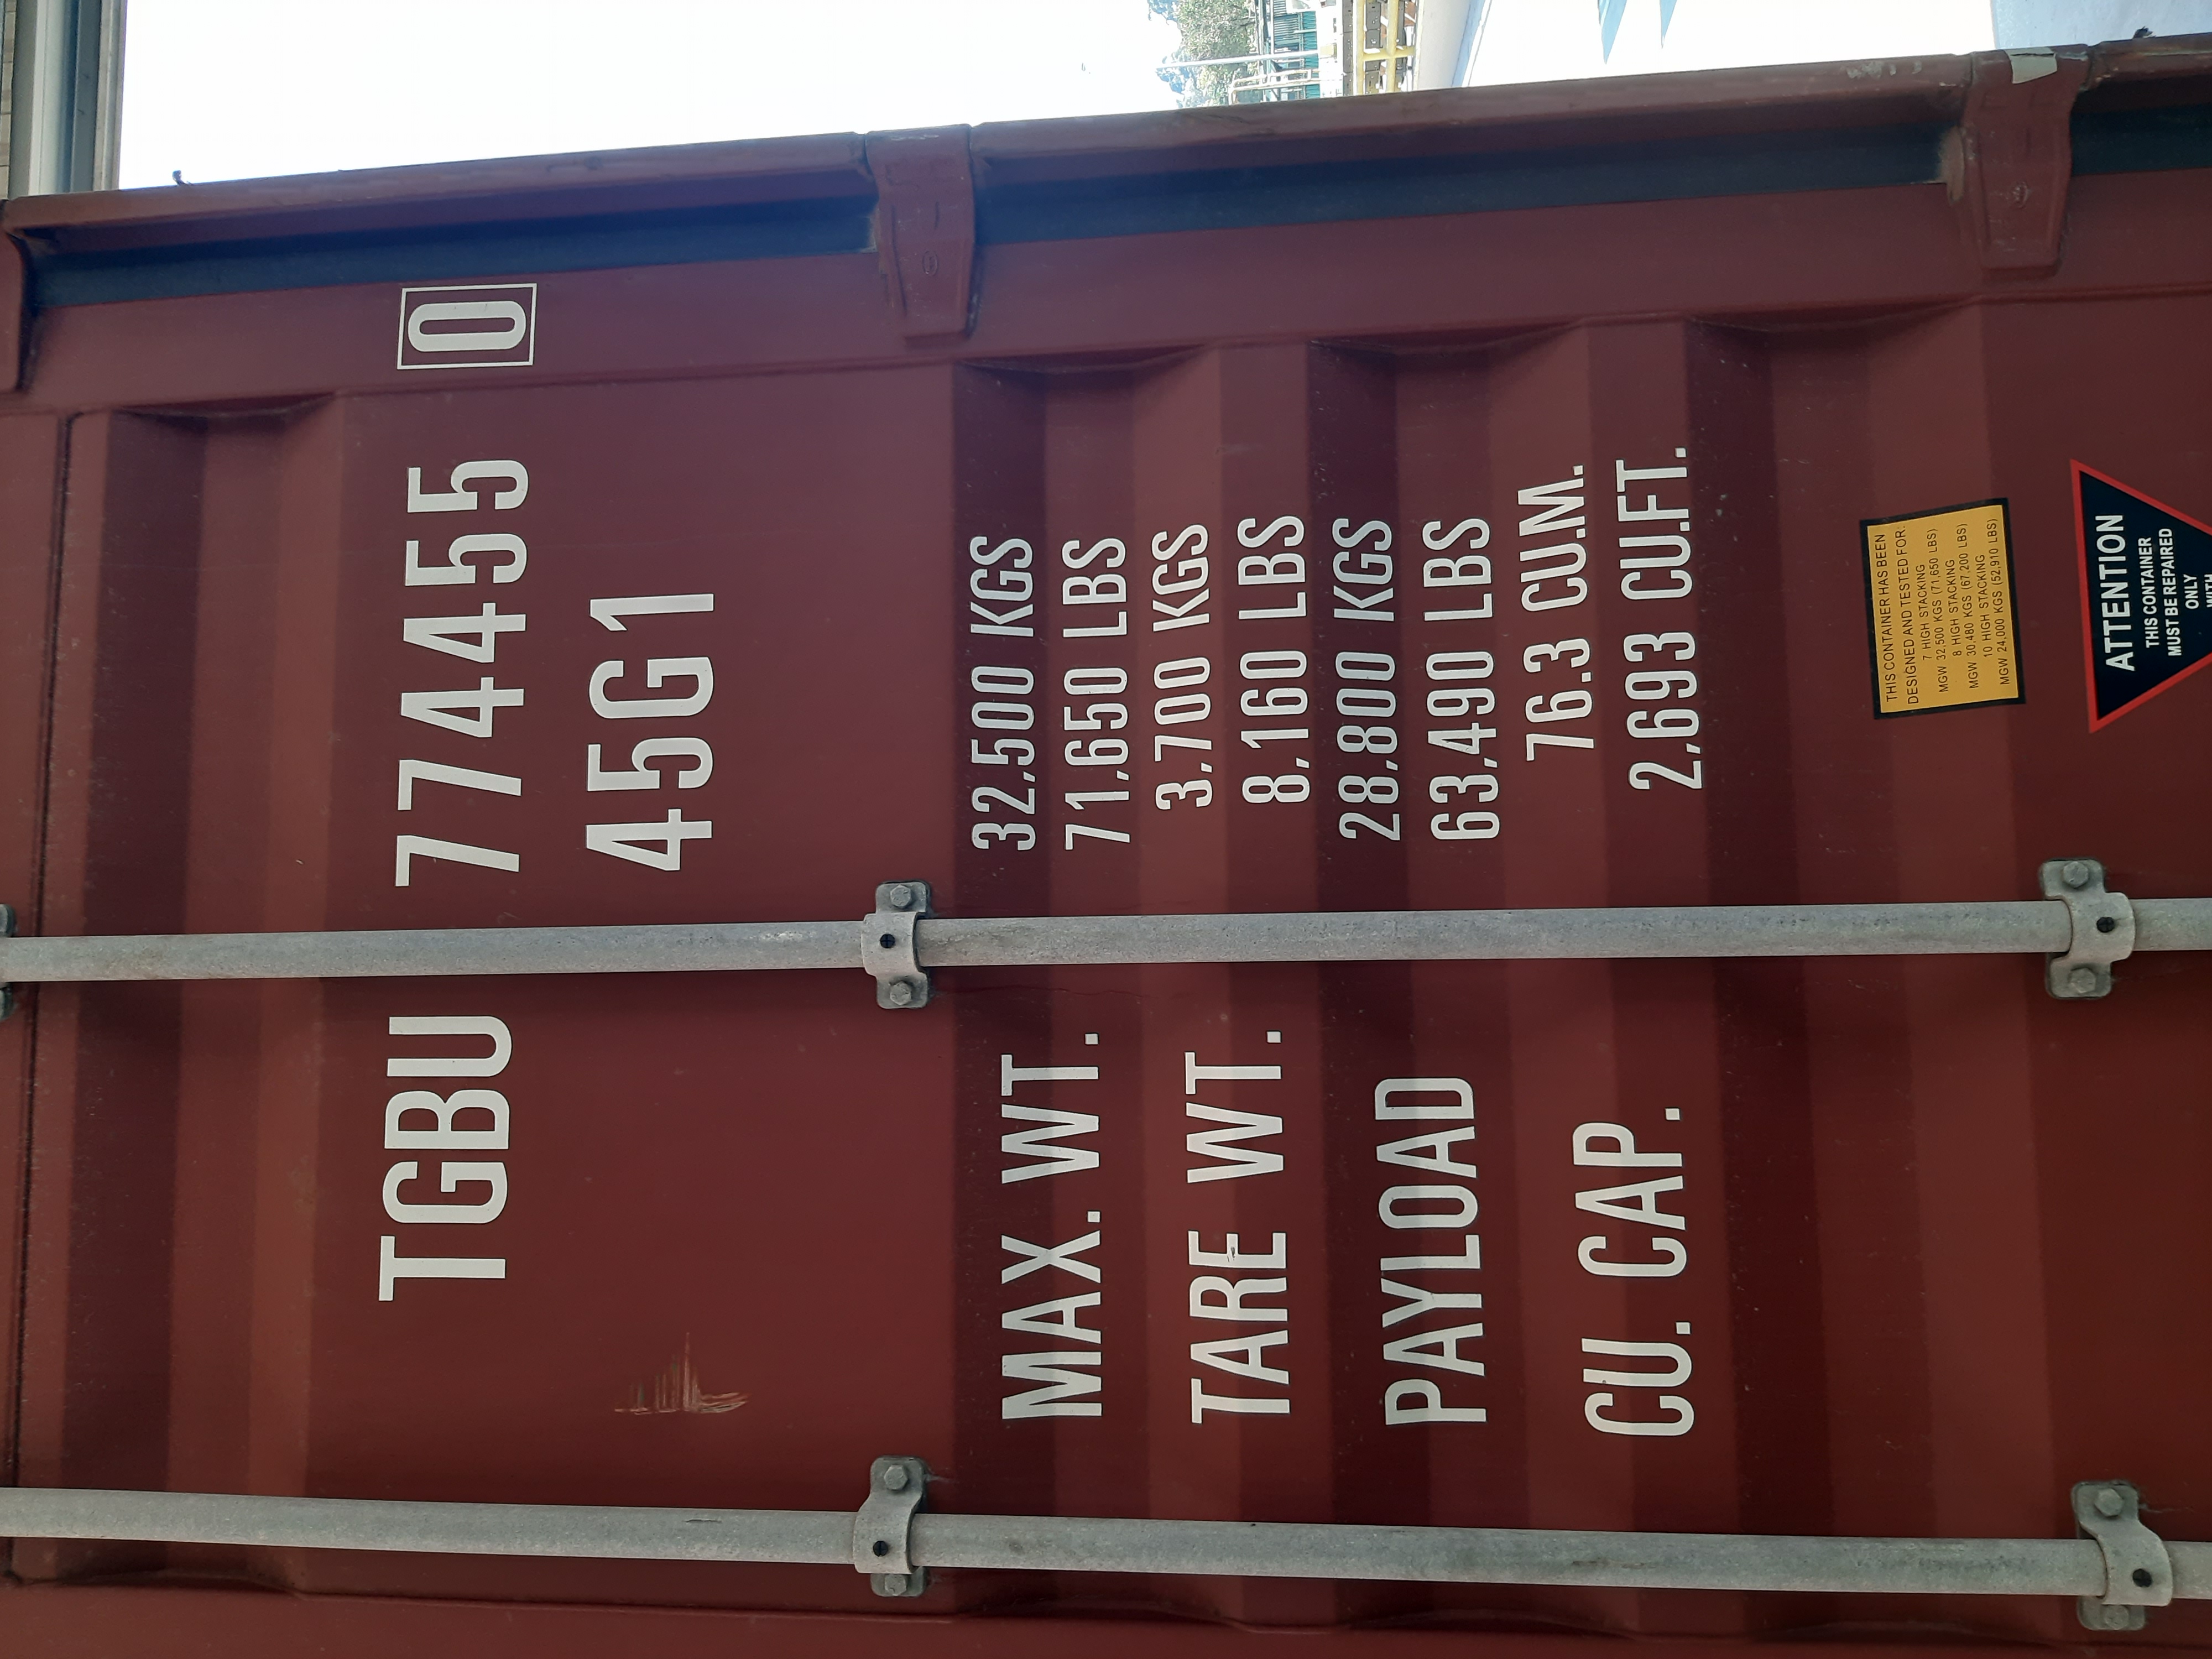 TGBU 774455 0
45G1
MAX. WT. 32,500 KGS
71,650 LBS
TARE WT. 3,700 KGS
8,160 LBS
PAYLOAD 28,800 KGS
63,490 LBS
CU. CAP. 76.3 CU.M.
2,693 CU.FT.
THIS CONTAINER HAS BEEN
DESIGNED AND TESTED FOR:
7 HIGH STACKING
MGW 32,500 KGS (71,650 LBS)
8 HIGH STACKING
MGW 30,480 KGS (67,200 LBS)
10 HIGH STACKING
MGW 24,000 KGS (52,910 LBS)
ATTENTION
THIS CONTAINER
MUST BE REPAIRED
ONLY
WITH